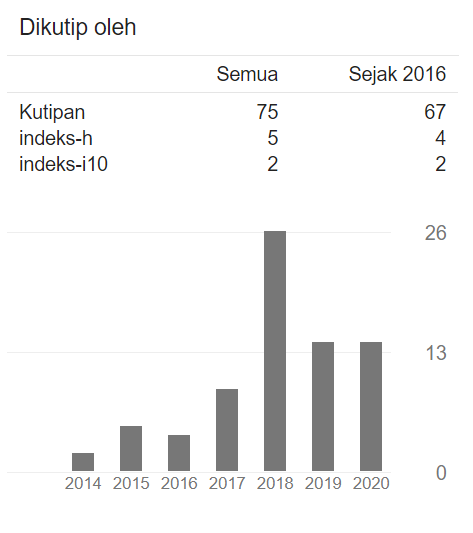 Dikutip oleh
Semua Sejak 2016
Kutipan 75 67
indeks-h 5 4
indeks-i10 2 2
26
13
0
2014 2015 2016 2017 2018 2019 2020